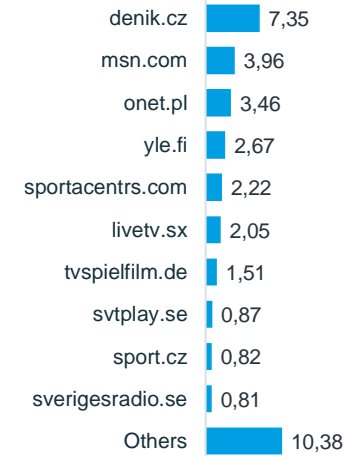 denik.cz 7,35
msn.com 3,96
onet.pl 3,46
yle.fi 2,67
sportacentrs.com 2,22
livetv.sx 2,05
tvspielfilm.de 1,51
svtplay.se 0,87
sport.cz 0,82
sverigesradio.se 0,81
Others 10,38